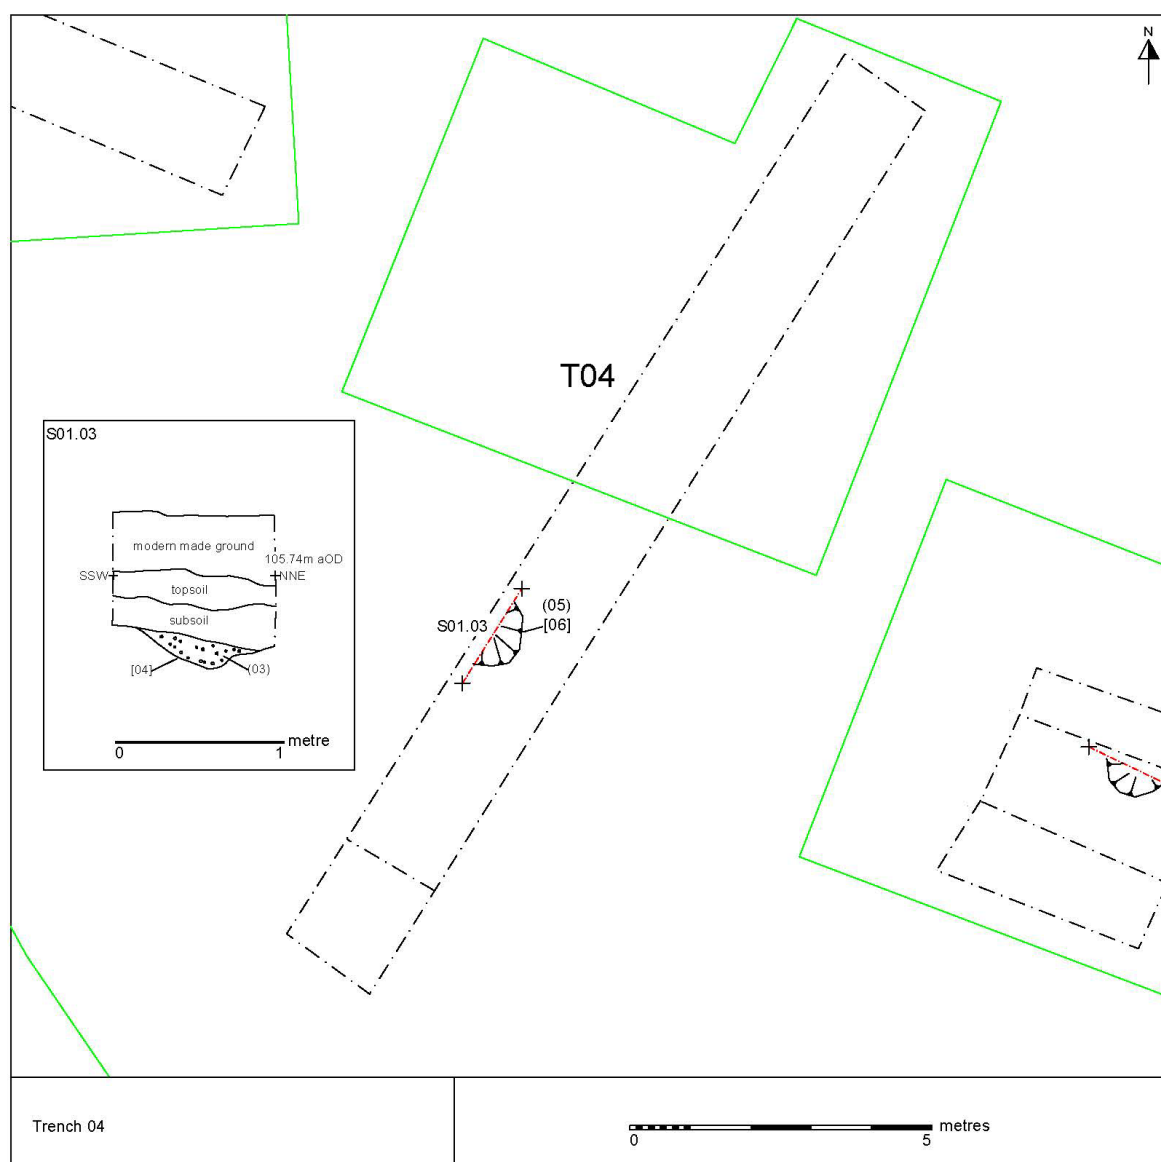 N
T04
S01.03
modern made ground
105.74m aOD
SSW
NNE
topsoil
subsoil
[04]
(03)
0
1
metre
S01.03
(05)
[06]
Trench 04
0
5
metres